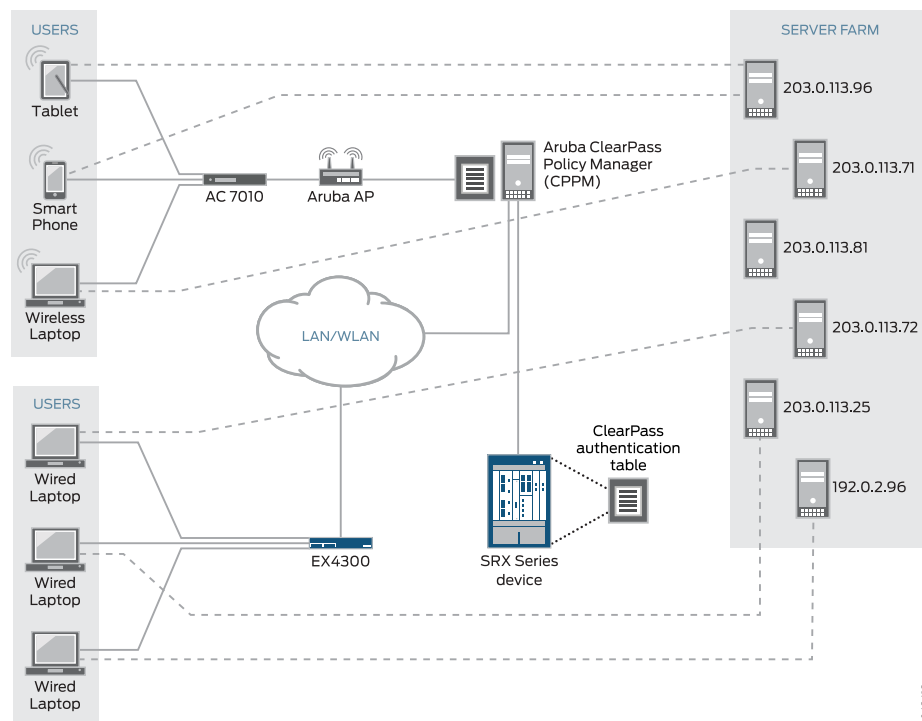 USERS
Tablet
Smart
Phone
Wireless
Laptop
AC 7010
Aruba AP
Aruba ClearPass
Policy Manager
(CPPM)
LAN/WLAN
SERVER FARM
203.0.113.96
203.0.113.71
203.0.113.81
203.0.113.72
203.0.113.25
192.0.2.96
USERS
Wired
Laptop
Wired
Laptop
Wired
Laptop
EX4300
SRX Series
device
ClearPass
authentication
table